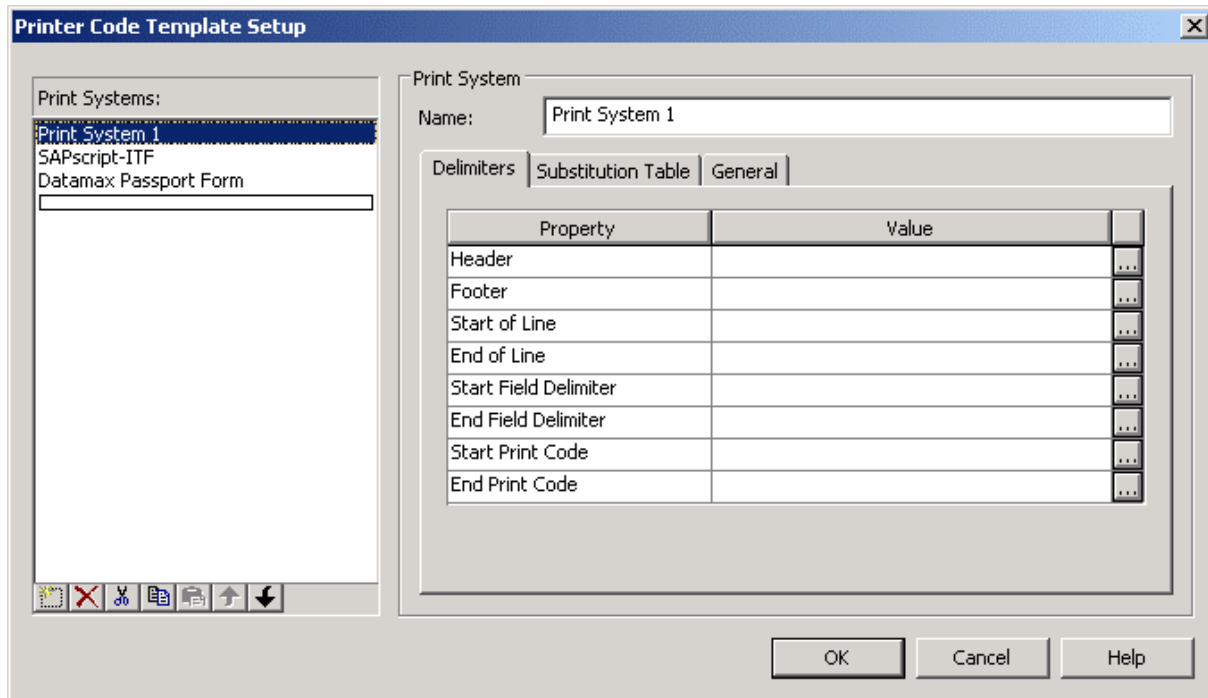 Printer Code Template Setup
Print Systems:
Print System 1
SAPscript-ITF
Datamax Passport Form
Print System
Name: Print System 1
Delimiters Substitution Table General
Property Value
Header ...
Footer ...
Start of Line ...
End of Line ...
Start Field Delimiter ...
End Field Delimiter ...
Start Print Code ...
End Print Code ...
OK Cancel Help